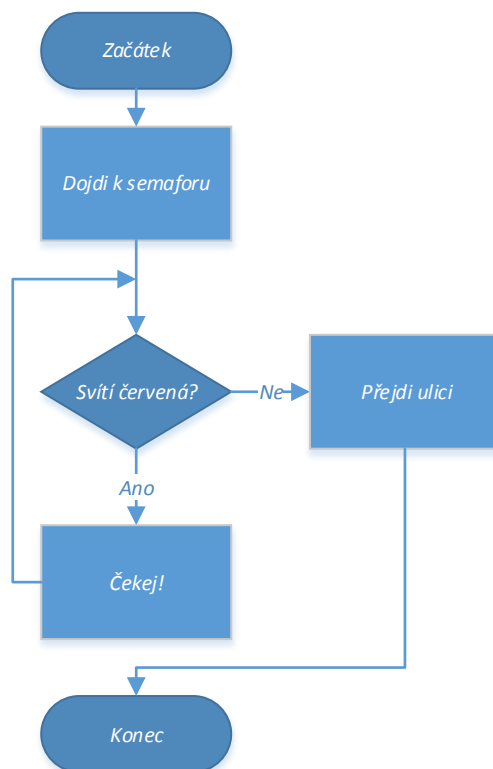 Začátek
Dojdi k semaforu
Svítí červená?
Ne
Přejdi ulici
Ano
Čekej!
Konec